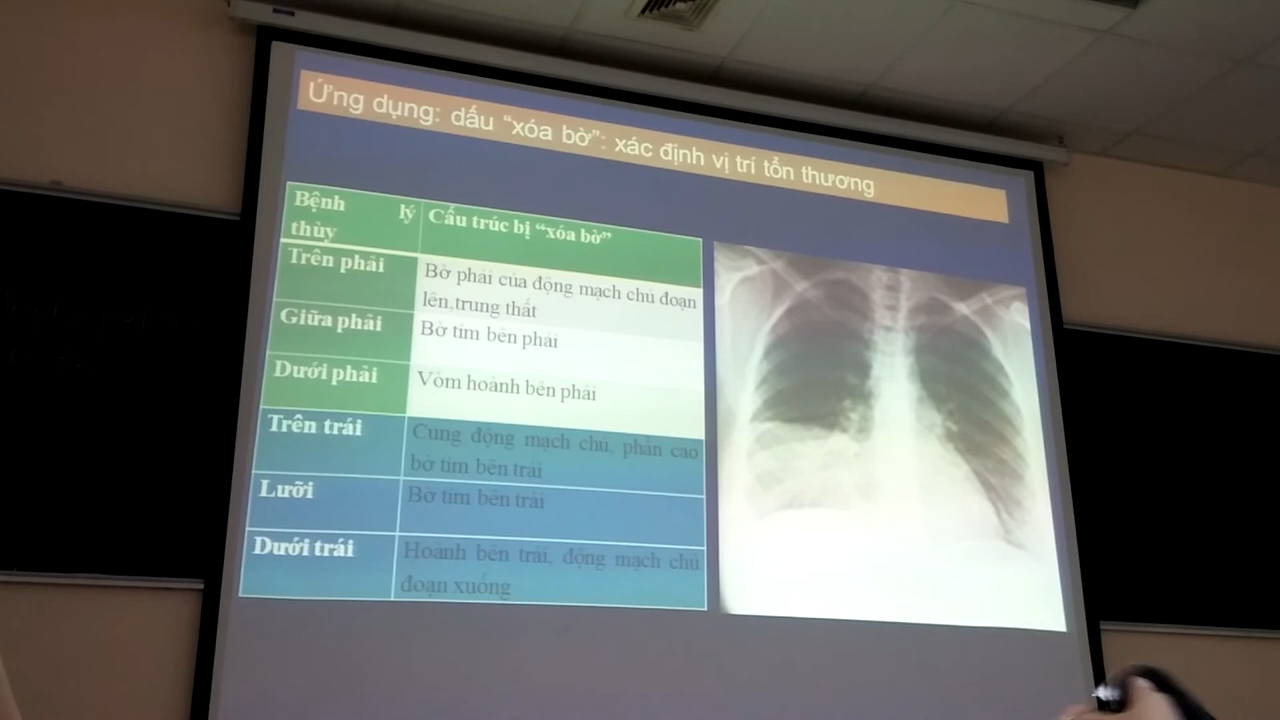 Ứng dụng: dấu “xóa bờ”: xác định vị trí tổn thương
Bệnh lý
thùy
Cấu trúc bị “xóa bờ”
Trên phải
Bờ phải của động mạch chủ đoạn
lên,trung thất
Giữa phải
Bờ tim bên phải
Dưới phải
Vòm hoành bên phải
Trên trái
Cung động mạch chủ, phần cao
bờ tim bên trái
Lưỡi
Bờ tim bên trái
Dưới trái
Hoành bên trái, động mạch chủ
đoạn xuống